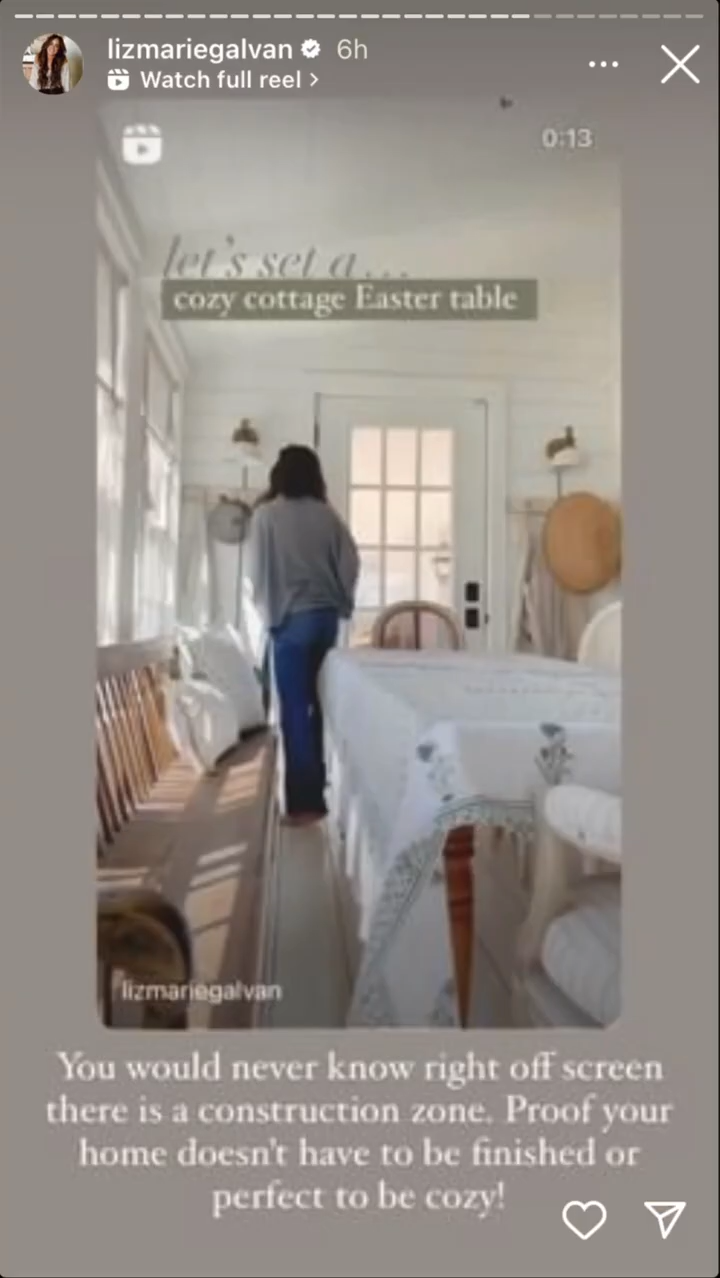 lizmariegalvan 6h
Watch full reel >
0:13
let's set a...
cozy cottage Easter table
lizmariegalvan
You would never know right off screen
there is a construction zone. Proof your
home doesn't have to be finished or
perfect to be cozy!